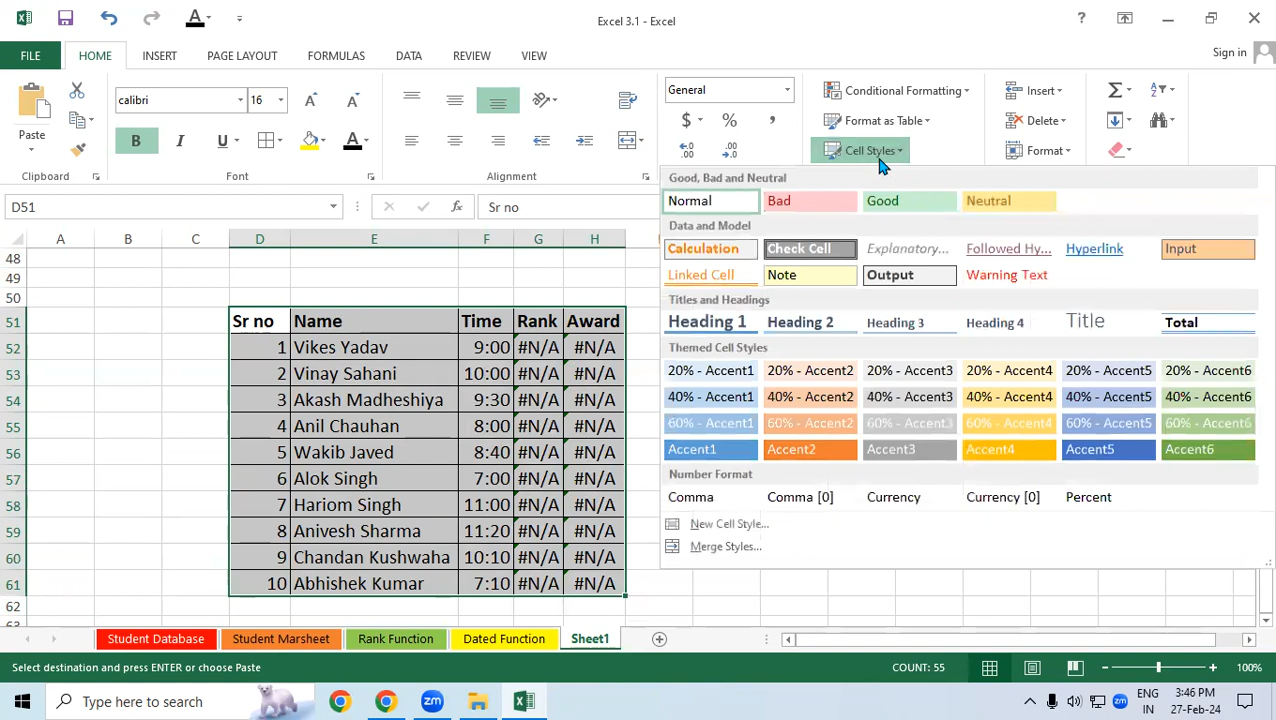 Excel 3.1 - Excel
?
FILE HOME INSERT PAGE LAYOUT FORMULAS DATA REVIEW VIEW Sign in
Paste calibri 16 General Conditional Formatting Insert
B I U A $ % , Format as Table Delete
Cell Styles Format
Clipboard Font Alignment
D51 fx Sr no
Good, Bad and Neutral
Normal Bad Good Neutral
Data and Model
Calculation Check Cell Explanatory... Followed Hy... Hyperlink Input
Linked Cell Note Output Warning Text
Titles and Headings
Heading 1 Heading 2 Heading 3 Heading 4 Title Total
Themed Cell Styles
20% - Accent1 20% - Accent2 20% - Accent3 20% - Accent4 20% - Accent5 20% - Accent6
40% - Accent1 40% - Accent2 40% - Accent3 40% - Accent4 40% - Accent5 40% - Accent6
60% - Accent1 60% - Accent2 60% - Accent3 60% - Accent4 60% - Accent5 60% - Accent6
Accent1 Accent2 Accent3 Accent4 Accent5 Accent6
Number Format
Comma Comma [0] Currency Currency [0] Percent
New Cell Style...
Merge Styles...
A B C D E F G H
48
49
50
51 Sr no Name Time Rank Award
52 1 Vikes Yadav 9:00 #N/A #N/A
53 2 Vinay Sahani 10:00 #N/A #N/A
54 3 Akash Madheshiya 9:30 #N/A #N/A
55 4 Anil Chauhan 8:00 #N/A #N/A
56 5 Wakib Javed 8:40 #N/A #N/A
57 6 Alok Singh 7:00 #N/A #N/A
58 7 Hariom Singh 11:00 #N/A #N/A
59 8 Anivesh Sharma 11:20 #N/A #N/A
60 9 Chandan Kushwaha 10:10 #N/A #N/A
61 10 Abhishek Kumar 7:10 #N/A #N/A
62
63
Student Database Student Marsheet Rank Function Dated Function Sheet1
Select destination and press ENTER or choose Paste COUNT: 55 100%
Type here to search ENG IN 3:46 PM 27-Feb-24